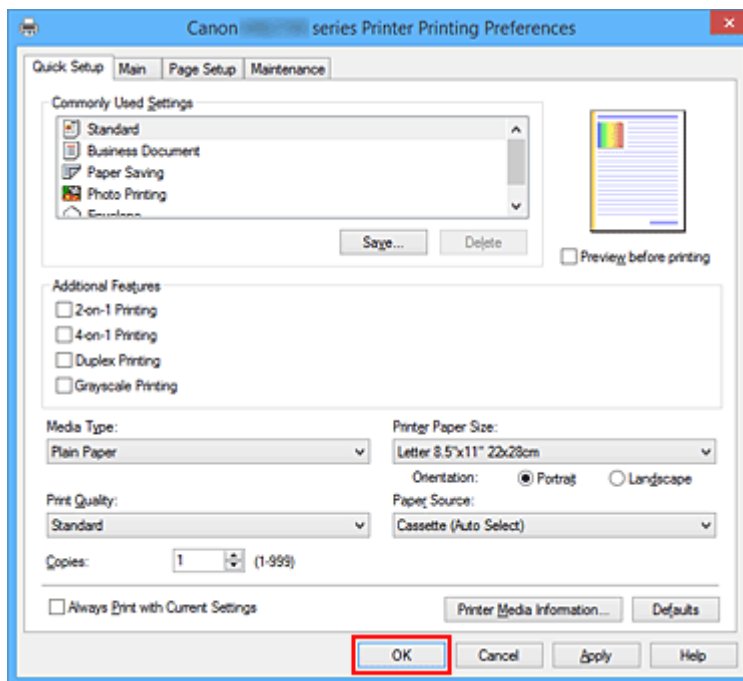 Canon series Printer Printing Preferences
Quick Setup Main Page Setup Maintenance
Commonly Used Settings
Standard
Business Document
Paper Saving
Photo Printing
Save... Delete
Preview before printing
Additional Features
2-on-1 Printing
4-on-1 Printing
Duplex Printing
Grayscale Printing
Media Type: Printer Paper Size:
Plain Paper Letter 8.5"x11" 22x28cm
Orientation: Portrait Landscape
Print Quality: Paper Source:
Standard Cassette (Auto Select)
Copies: 1 (1-999)
Always Print with Current Settings Printer Media Information... Defaults
OK Cancel Apply Help